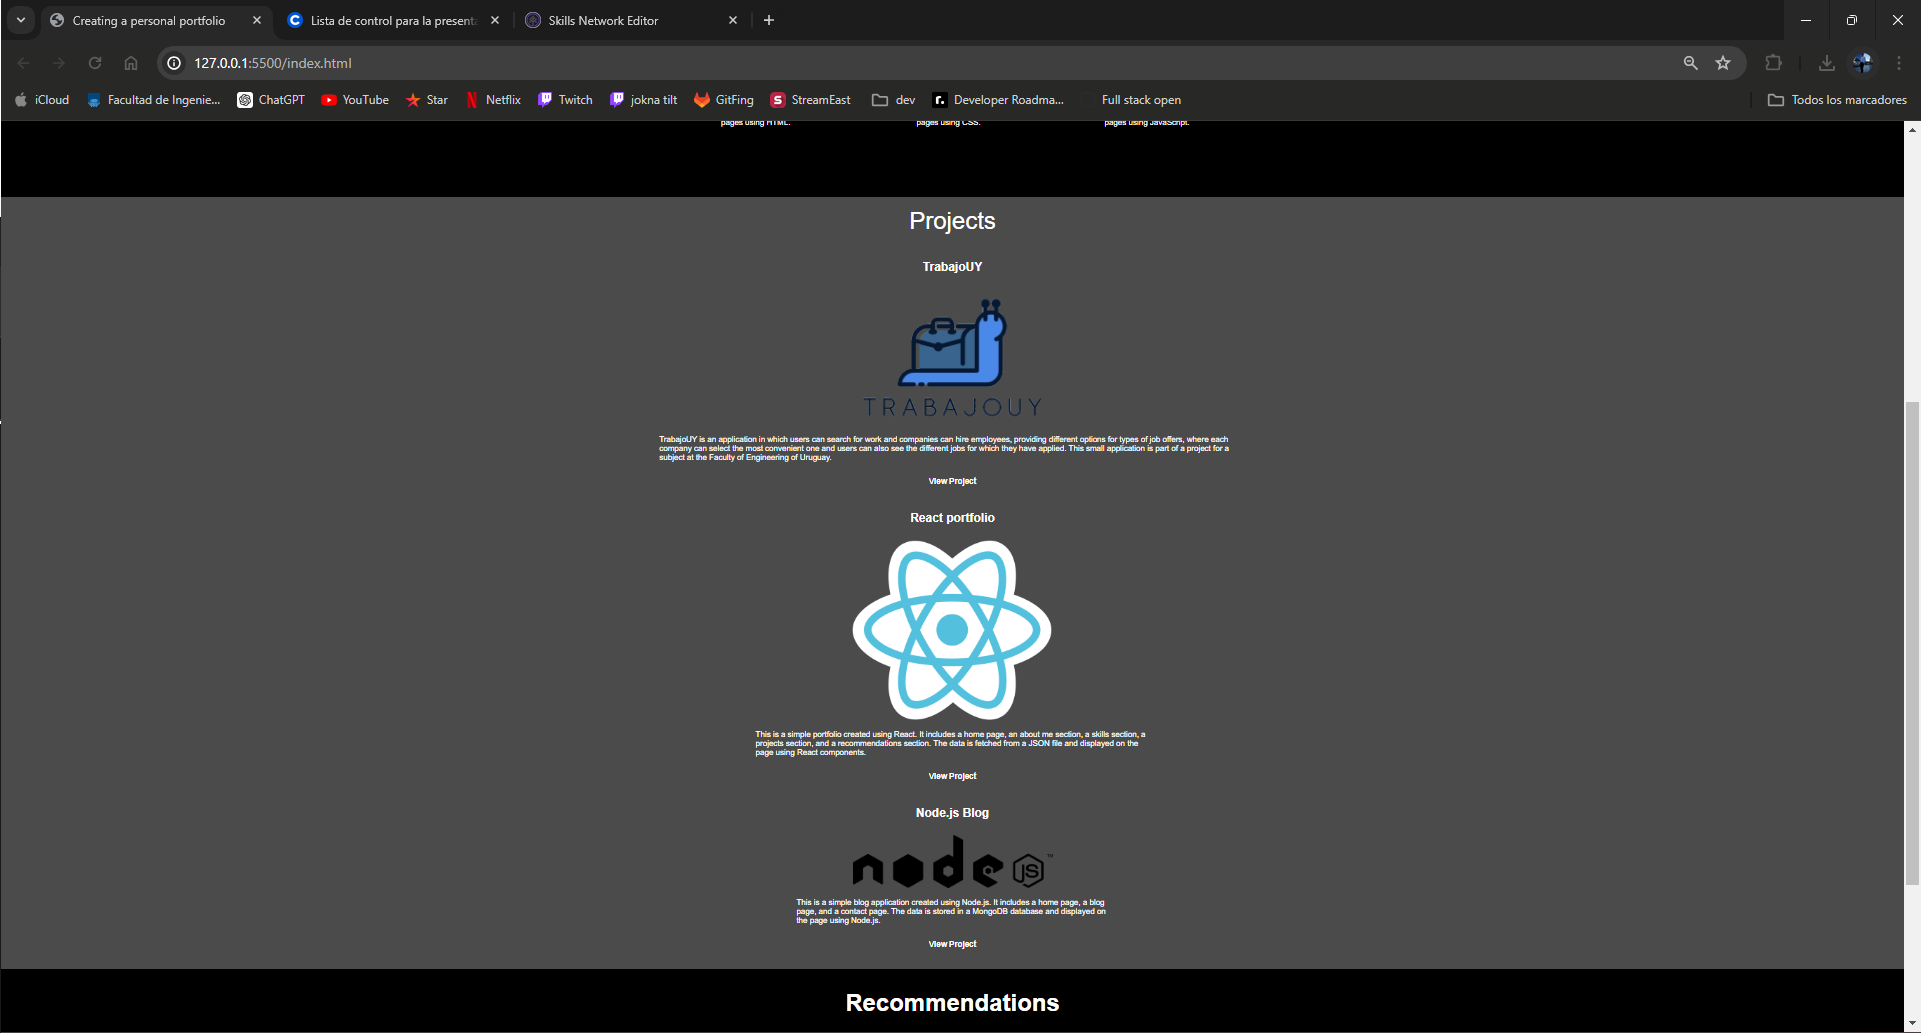 Creating a personal portfolio
Lista de control para la presenta
Skills Network Editor
127.0.0.1:5500/index.html
iCloud
Facultad de Ingenie...
ChatGPT
YouTube
Star
Netflix
Twitch
jokna tilt
GitFing
StreamEast
dev
Developer Roadma...
Full stack open
Todos los marcadores
pages using HTML.
pages using CSS.
pages using JavaScript.
Projects
TrabajoUY
TRABAJOUY
TrabajoUY is an application in which users can search for work and companies can hire employees, providing different options for types of job offers, where each
company can select the most convenient one and users can also see the different jobs for which they have applied. This small application is part of a project for a
subject at the Faculty of Engineering of Uruguay.
View Project
React portfolio
This is a simple portfolio created using React. It includes a home page, an about me section, a skills section, a
projects section, and a recommendations section. The data is fetched from a JSON file and displayed on the
page using React components.
View Project
Node.js Blog
node JS ™
This is a simple blog application created using Node.js. It includes a home page, a blog
page, and a contact page. The data is stored in a MongoDB database and displayed on
the page using Node.js.
View Project
Recommendations